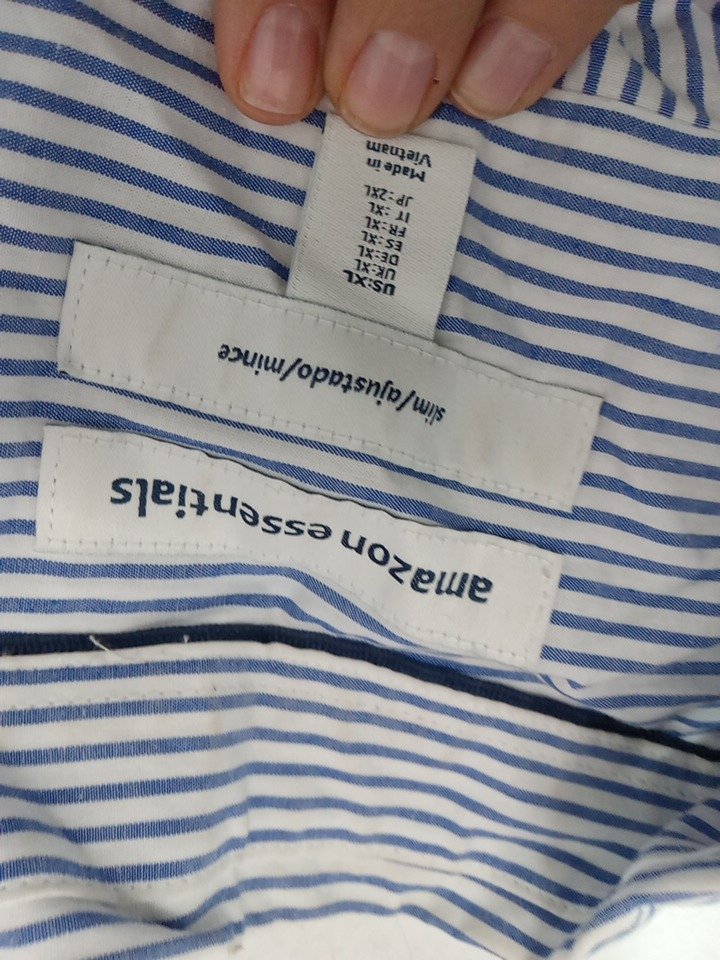 amazon essentials
slim/ajustado/mince
US:XL
UK:XL
DE:XL
ES:XL
FR:XL
IT:XL
JP:2XL
Made in
Vietnam